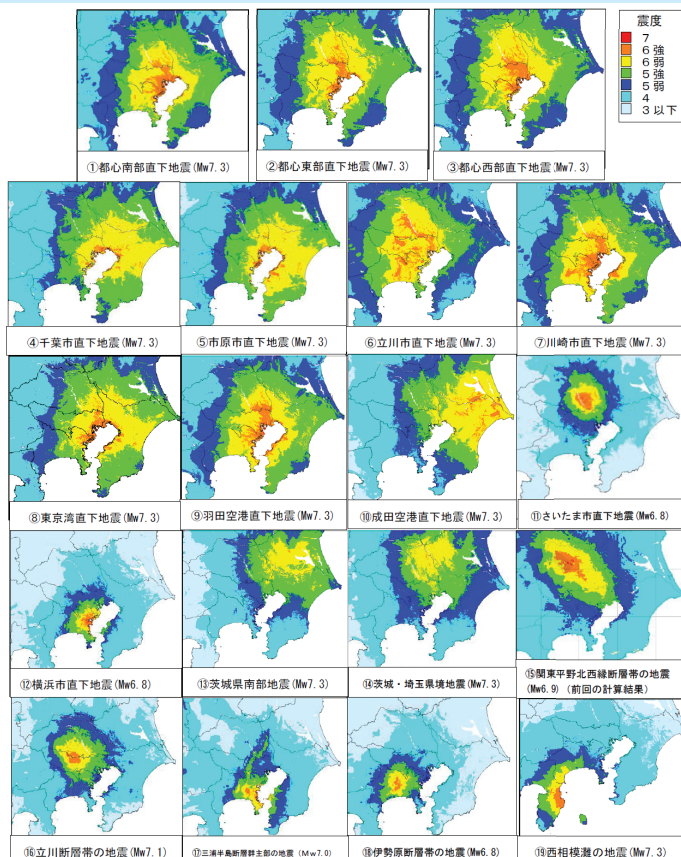 震度
7
6強
6弱
5強
5弱
4
3以下
①都心南部直下地震(Mw7.3)
②都心東部直下地震(Mw7.3)
③都心西部直下地震(Mw7.3)
④千葉市直下地震(Mw7.3)
⑤市原市直下地震(Mw7.3)
⑥立川市直下地震(Mw7.3)
⑦川崎市直下地震(Mw7.3)
⑧東京湾直下地震(Mw7.3)
⑨羽田空港直下地震(Mw7.3)
⑩成田空港直下地震(Mw7.3)
⑪さいたま市直下地震(Mw6.8)
⑫横浜市直下地震(Mw6.8)
⑬茨城県南部地震(Mw7.3)
⑭茨城・埼玉県境地震(Mw7.3)
⑮関東平野北西縁断層帯の地震
(Mw6.9)(前回の計算結果)
⑯立川断層帯の地震(Mw7.1)
⑰三浦半島断層群主部の地震(Mw7.0)
⑱伊勢原断層帯の地震(Mw6.8)
⑲西相模灘の地震(Mw7.3)